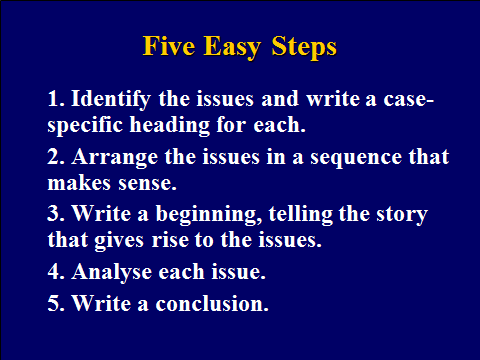 Five Easy Steps
1. Identify the issues and write a case-
specific heading for each.
2. Arrange the issues in a sequence that
makes sense.
3. Write a beginning, telling the story
that gives rise to the issues.
4. Analyse each issue.
5. Write a conclusion.